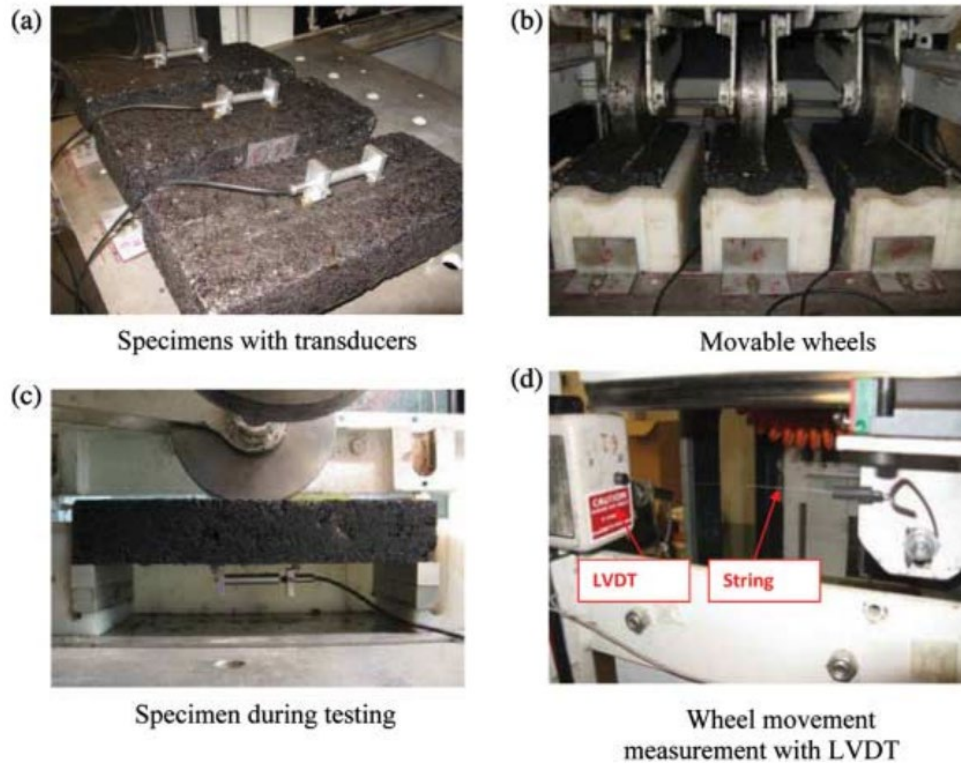 (a)
Specimens with transducers
(b)
Movable wheels
(c)
Specimen during testing
(d)
CAUTION
LVDT
String
Wheel movement
measurement with LVDT